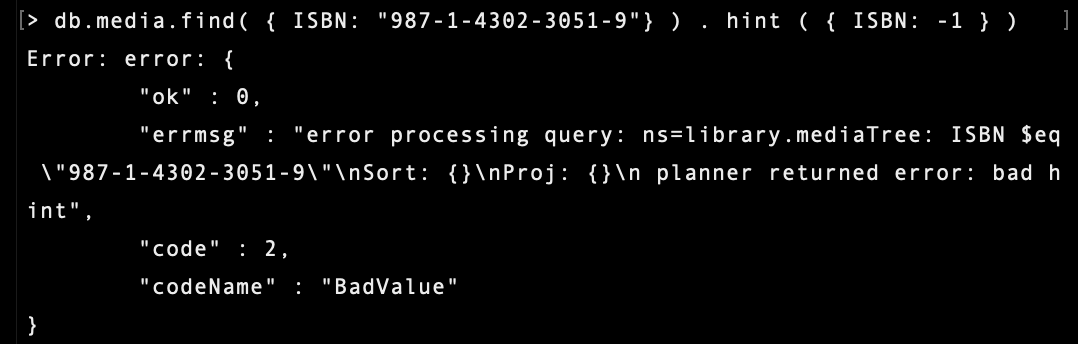 [> db.media.find( { ISBN: "987-1-4302-3051-9"} ) . hint ( { ISBN: -1 } ) ]
Error: error: {
"ok" : 0,
"errmsg" : "error processing query: ns=library.mediaTree: ISBN $eq
\"987-1-4302-3051-9\"\nSort: {}\nProj: {}\n planner returned error: bad h
int",
"code" : 2,
"codeName" : "BadValue"
}